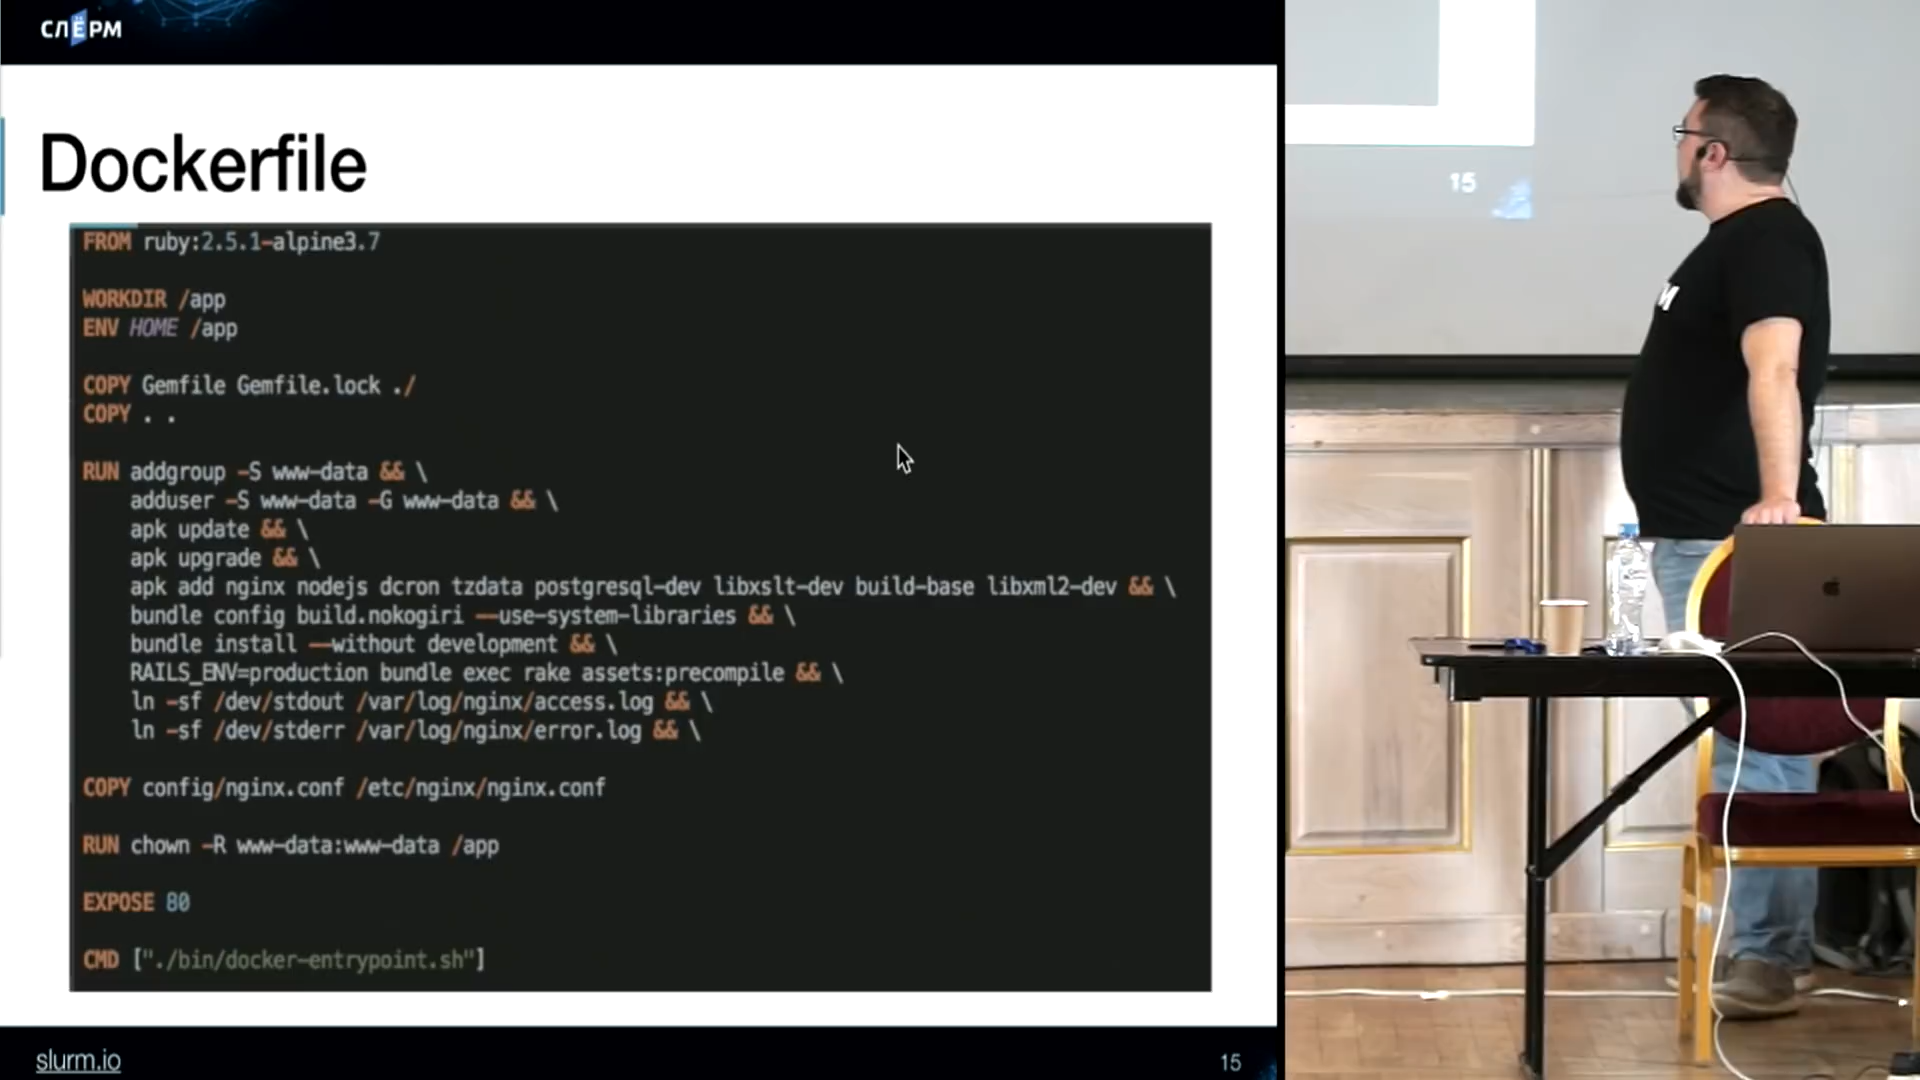 СЛЁРМ
Dockerfile
FROM ruby:2.5.1-alpine3.7
WORKDIR /app
ENV HOME /app
COPY Gemfile Gemfile.lock ./
COPY . .
RUN addgroup -S www-data && \
adduser -S www-data -G www-data && \
apk update && \
apk upgrade && \
apk add nginx nodejs dcron tzdata postgresql-dev libxslt-dev build-base libxml2-dev && \
bundle config build.nokogiri --use-system-libraries && \
bundle install --without development && \
RAILS_ENV=production bundle exec rake assets:precompile && \
ln -sf /dev/stdout /var/log/nginx/access.log && \
ln -sf /dev/stderr /var/log/nginx/error.log && \
COPY config/nginx.conf /etc/nginx/nginx.conf
RUN chown -R www-data:www-data /app
EXPOSE 80
CMD ["./bin/docker-entrypoint.sh"]
slurm.io
15
15
М